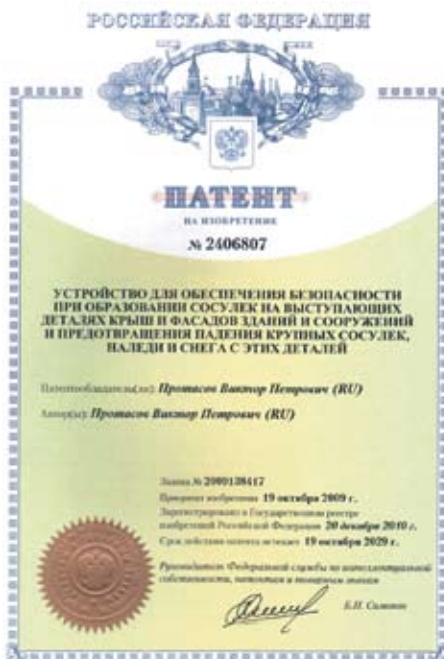 РОССИЙСКАЯ ФЕДЕРАЦИЯ
ПАТЕНТ
НА ИЗОБРЕТЕНИЕ
№ 2406807
УСТРОЙСТВО ДЛЯ ОБЕСПЕЧЕНИЯ БЕЗОПАСНОСТИ
ПРИ ОБРАЗОВАНИИ СОСУЛЕК НА ВЫСТУПАЮЩИХ
ДЕТАЛЯХ КРЫШ И ФАСАДОВ ЗДАНИЙ И СООРУЖЕНИЙ
И ПРЕДОТВРАЩЕНИЯ ПАДЕНИЯ КРУПНЫХ СОСУЛЕК,
НАЛЕДИ И СНЕГА С ЭТИХ ДЕТАЛЕЙ
Патентообладатель(ли): Протасов Виктор Петрович (RU)
Автор(ы): Протасов Виктор Петрович (RU)
Заявка № 2009138417
Приоритет изобретения 19 октября 2009 г.
Зарегистрировано в Государственном реестре
изобретений Российской Федерации 20 декабря 2010 г.
Срок действия патента истекает 19 октября 2029 г.
Руководитель Федеральной службы по интеллектуальной
собственности, патентам и товарным знакам
Б.П. Симонов